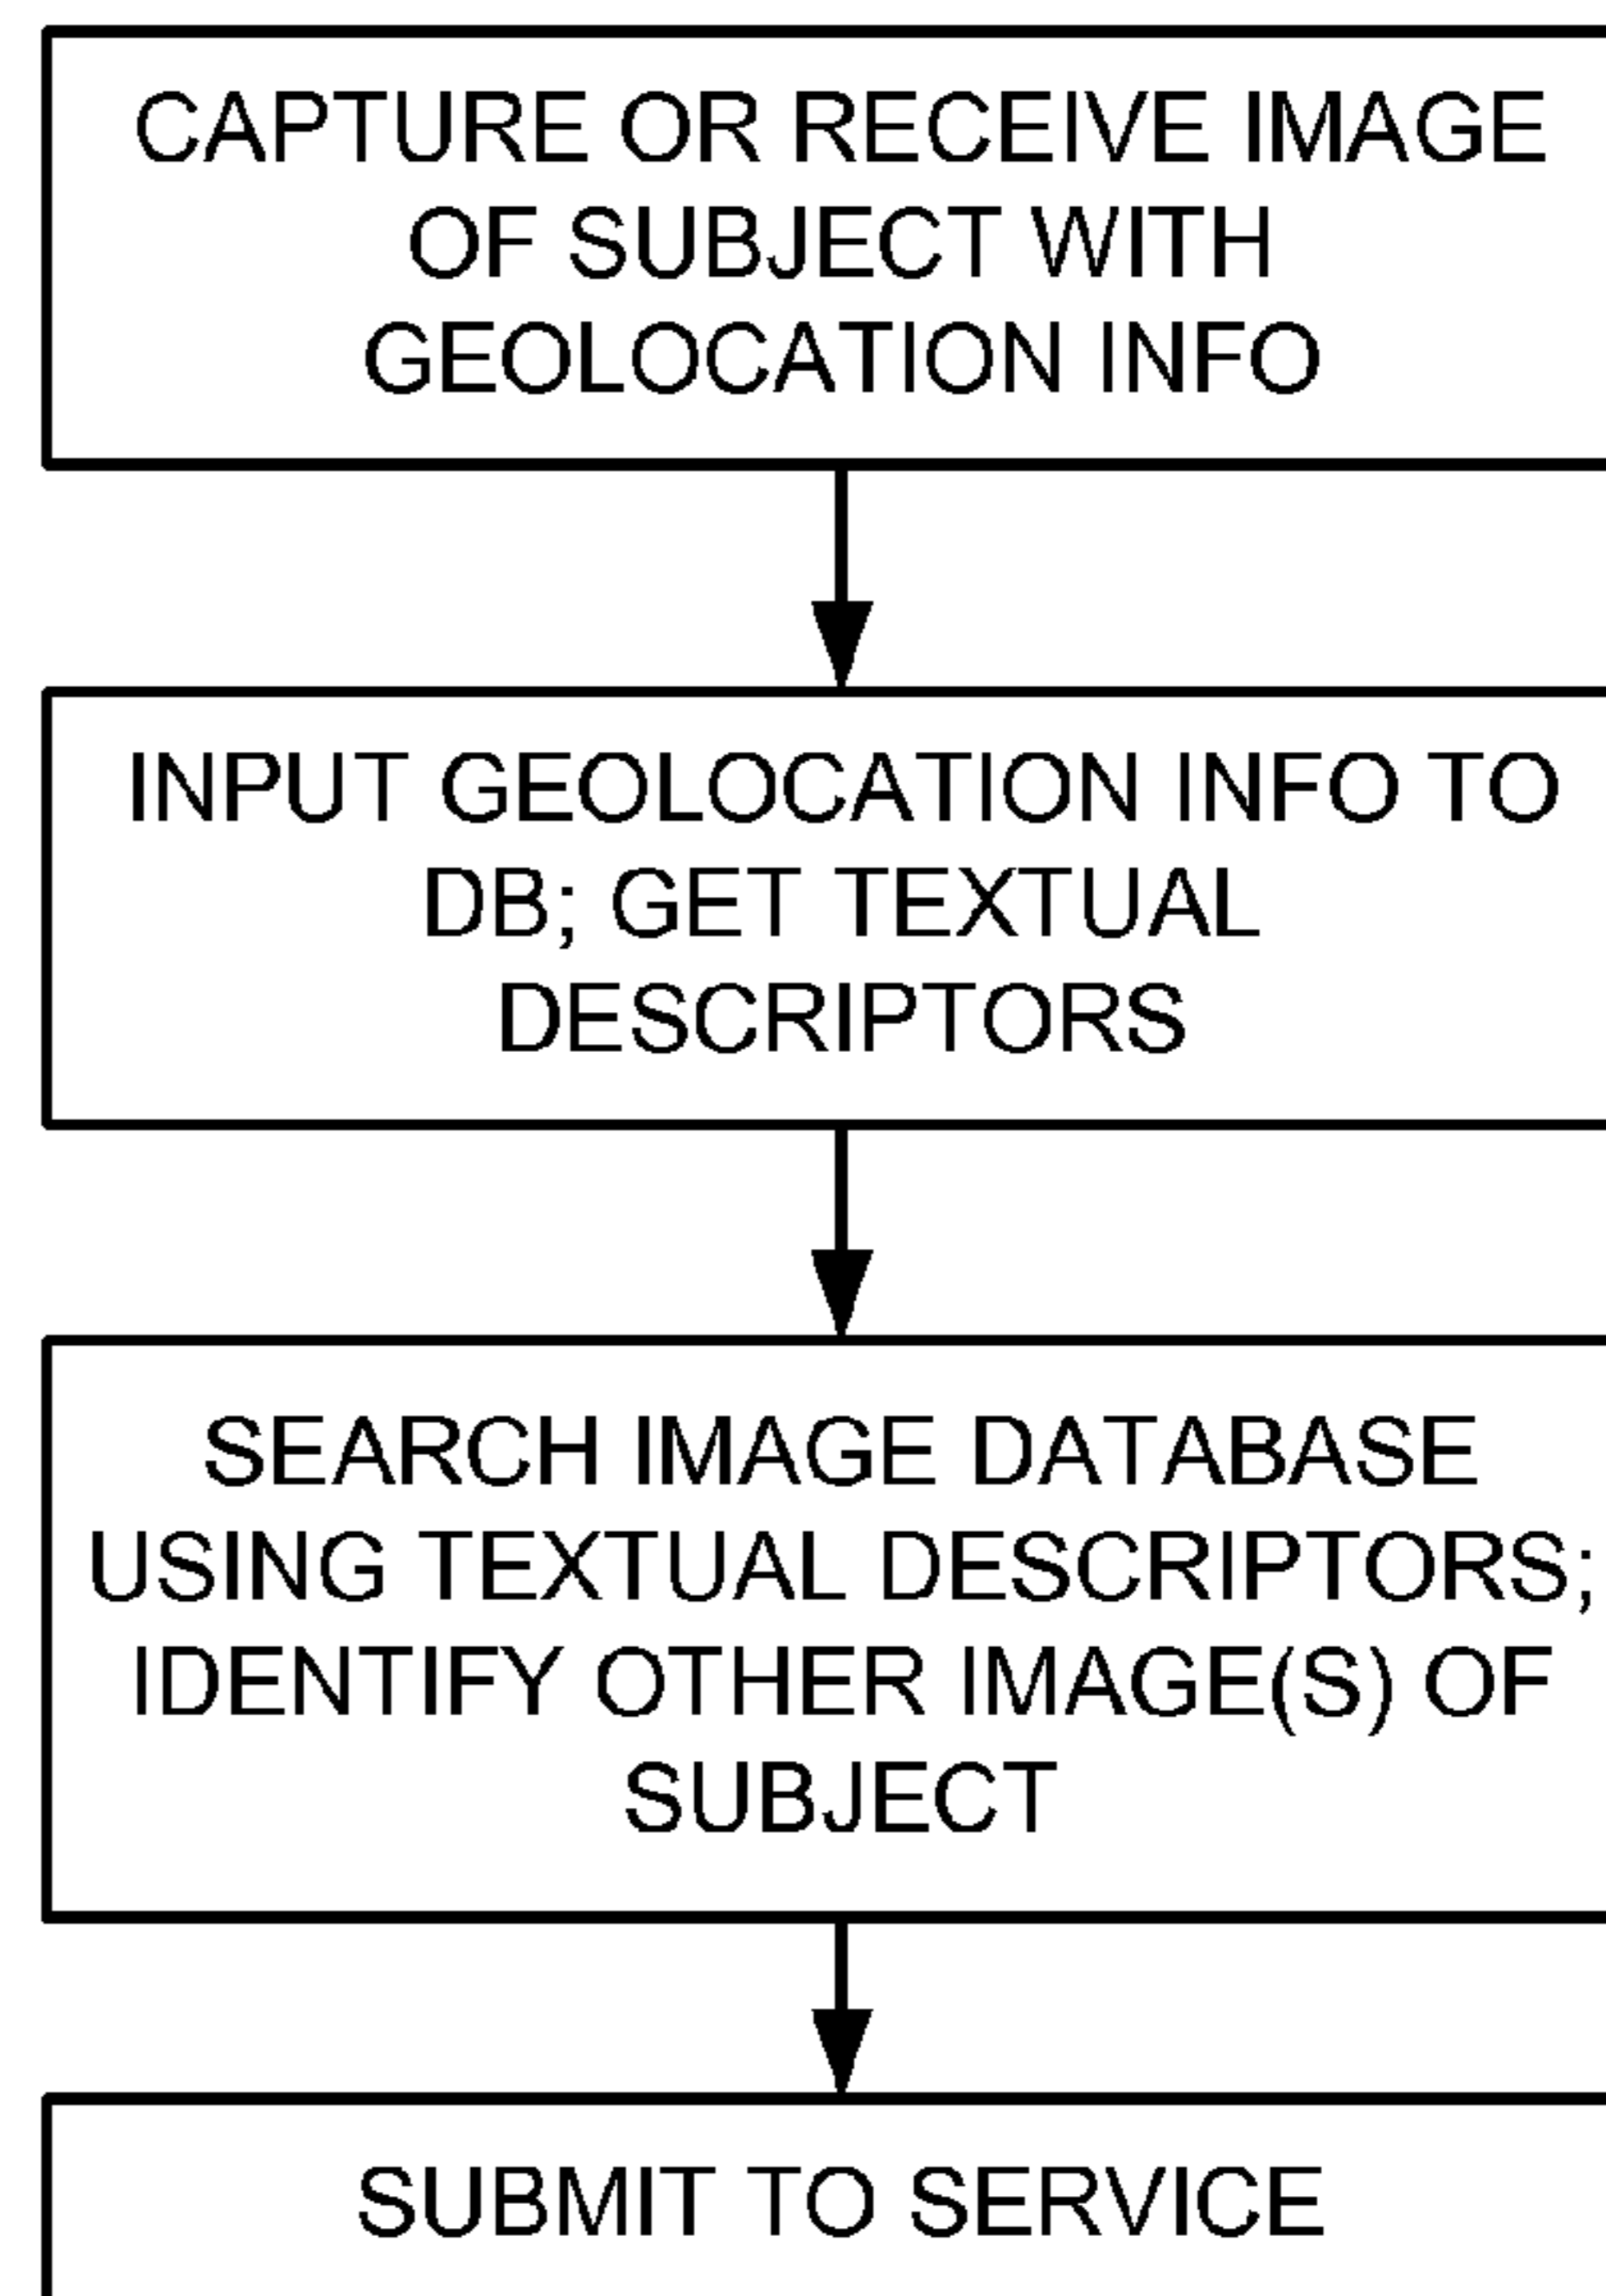 CAPTURE OR RECEIVE IMAGE
OF SUBJECT WITH
GEOLOCATION INFO
INPUT GEOLOCATION INFO TO
DB; GET TEXTUAL
DESCRIPTORS
SEARCH IMAGE DATABASE
USING TEXTUAL DESCRIPTORS;
IDENTIFY OTHER IMAGE(S) OF
SUBJECT
SUBMIT TO SERVICE